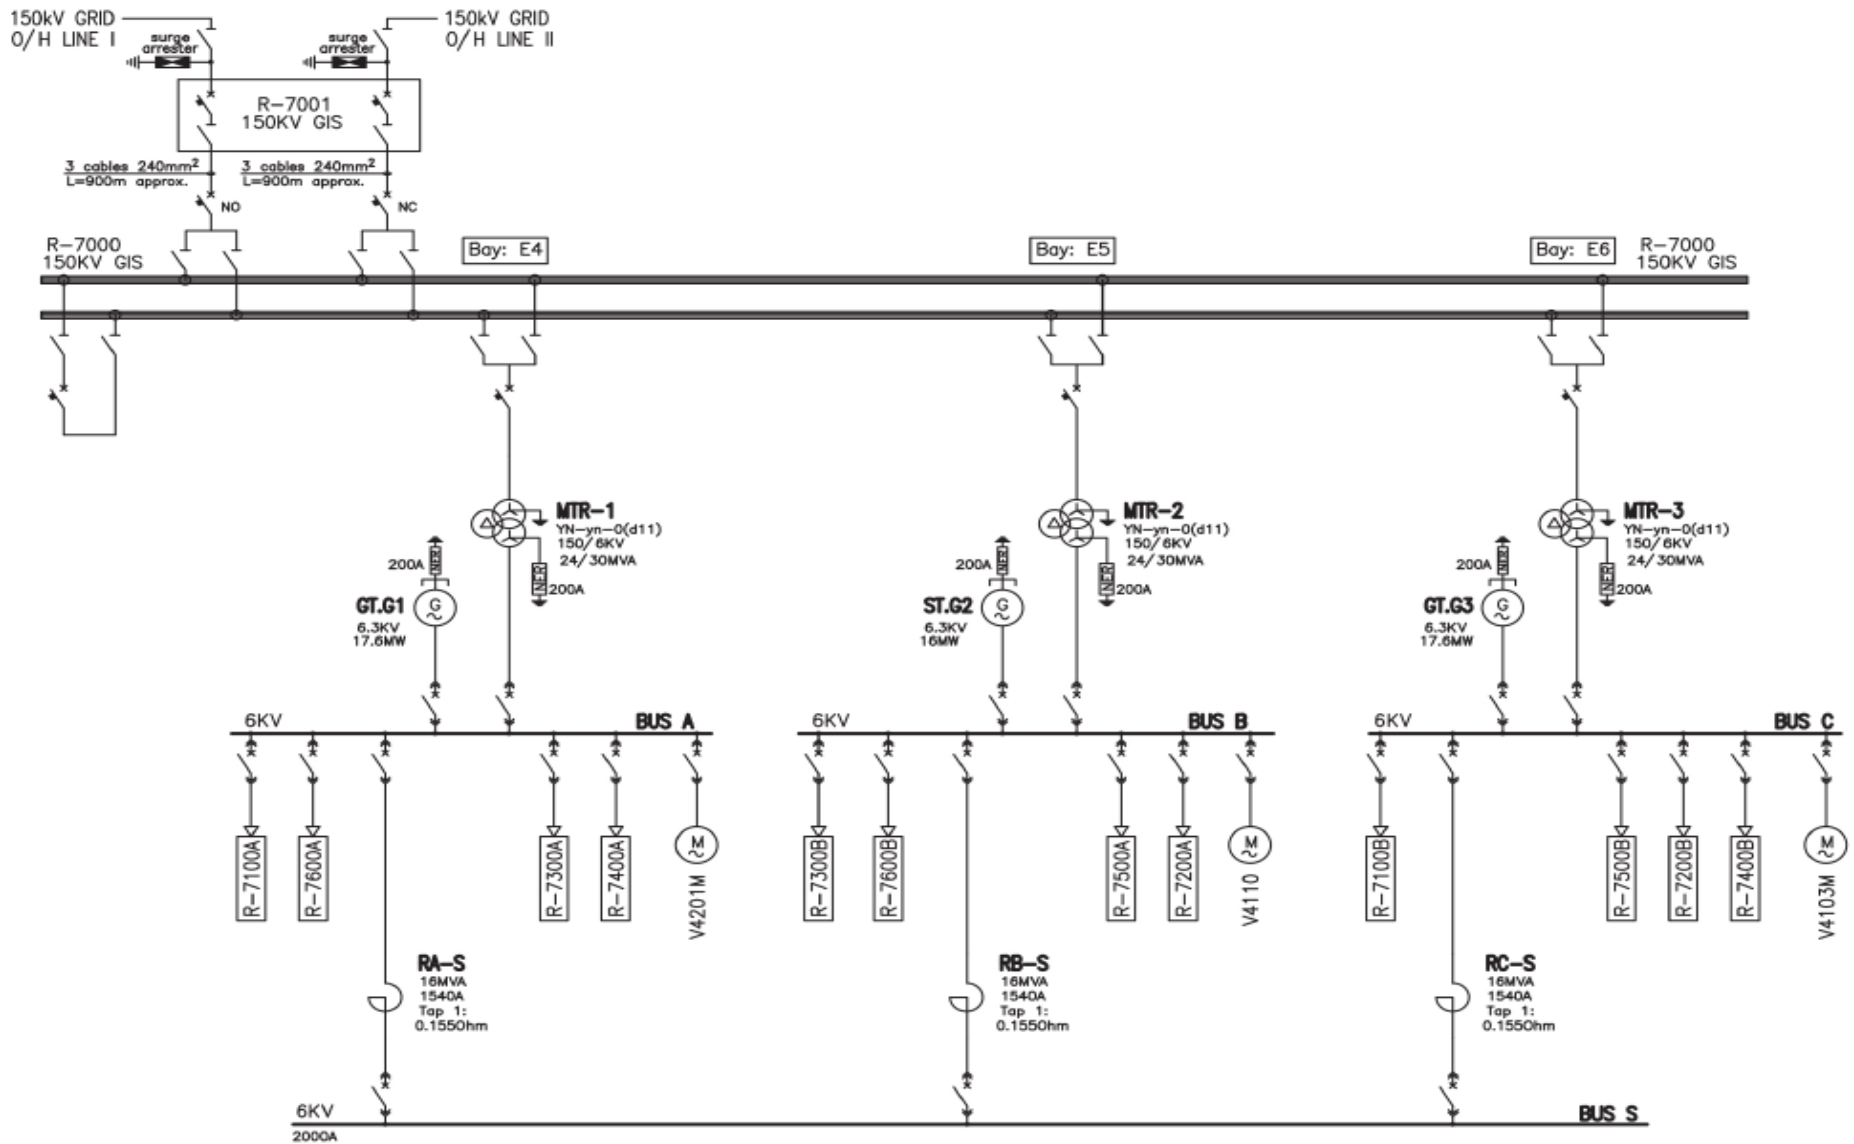 150kV GRID
O/H LINE I
surge
arrester
surge
arrester
150kV GRID
O/H LINE II
R-7001
150KV GIS
3 cables 240mm²
L=900m approx.
3 cables 240mm²
L=900m approx.
NO
NC
R-7000
150KV GIS
Bay: E4
Bay: E5
Bay: E6
R-7000
150KV GIS
MTR-1
YN-yn-0(d11)
150/6KV
24/30MVA
200A
NER
NER
200A
GT.G1
6.3KV
17.6MW
G
MTR-2
YN-yn-0(d11)
150/6KV
24/30MVA
200A
NER
NER
200A
ST.G2
6.3KV
16MW
G
MTR-3
YN-yn-0(d11)
150/6KV
24/30MVA
200A
NER
NER
200A
GT.G3
6.3KV
17.6MW
G
6KV
BUS A
6KV
BUS B
6KV
BUS C
R-7100A
R-7600A
R-7300A
R-7400A
M
V4201M
R-7300B
R-7600B
R-7500A
R-7200A
M
V4110
R-7100B
R-7500B
R-7200B
R-7400B
M
V4103M
RA-S
16MVA
1540A
Tap 1:
0.155Ohm
RB-S
16MVA
1540A
Tap 1:
0.155Ohm
RC-S
16MVA
1540A
Tap 1:
0.155Ohm
6KV
2000A
BUS S